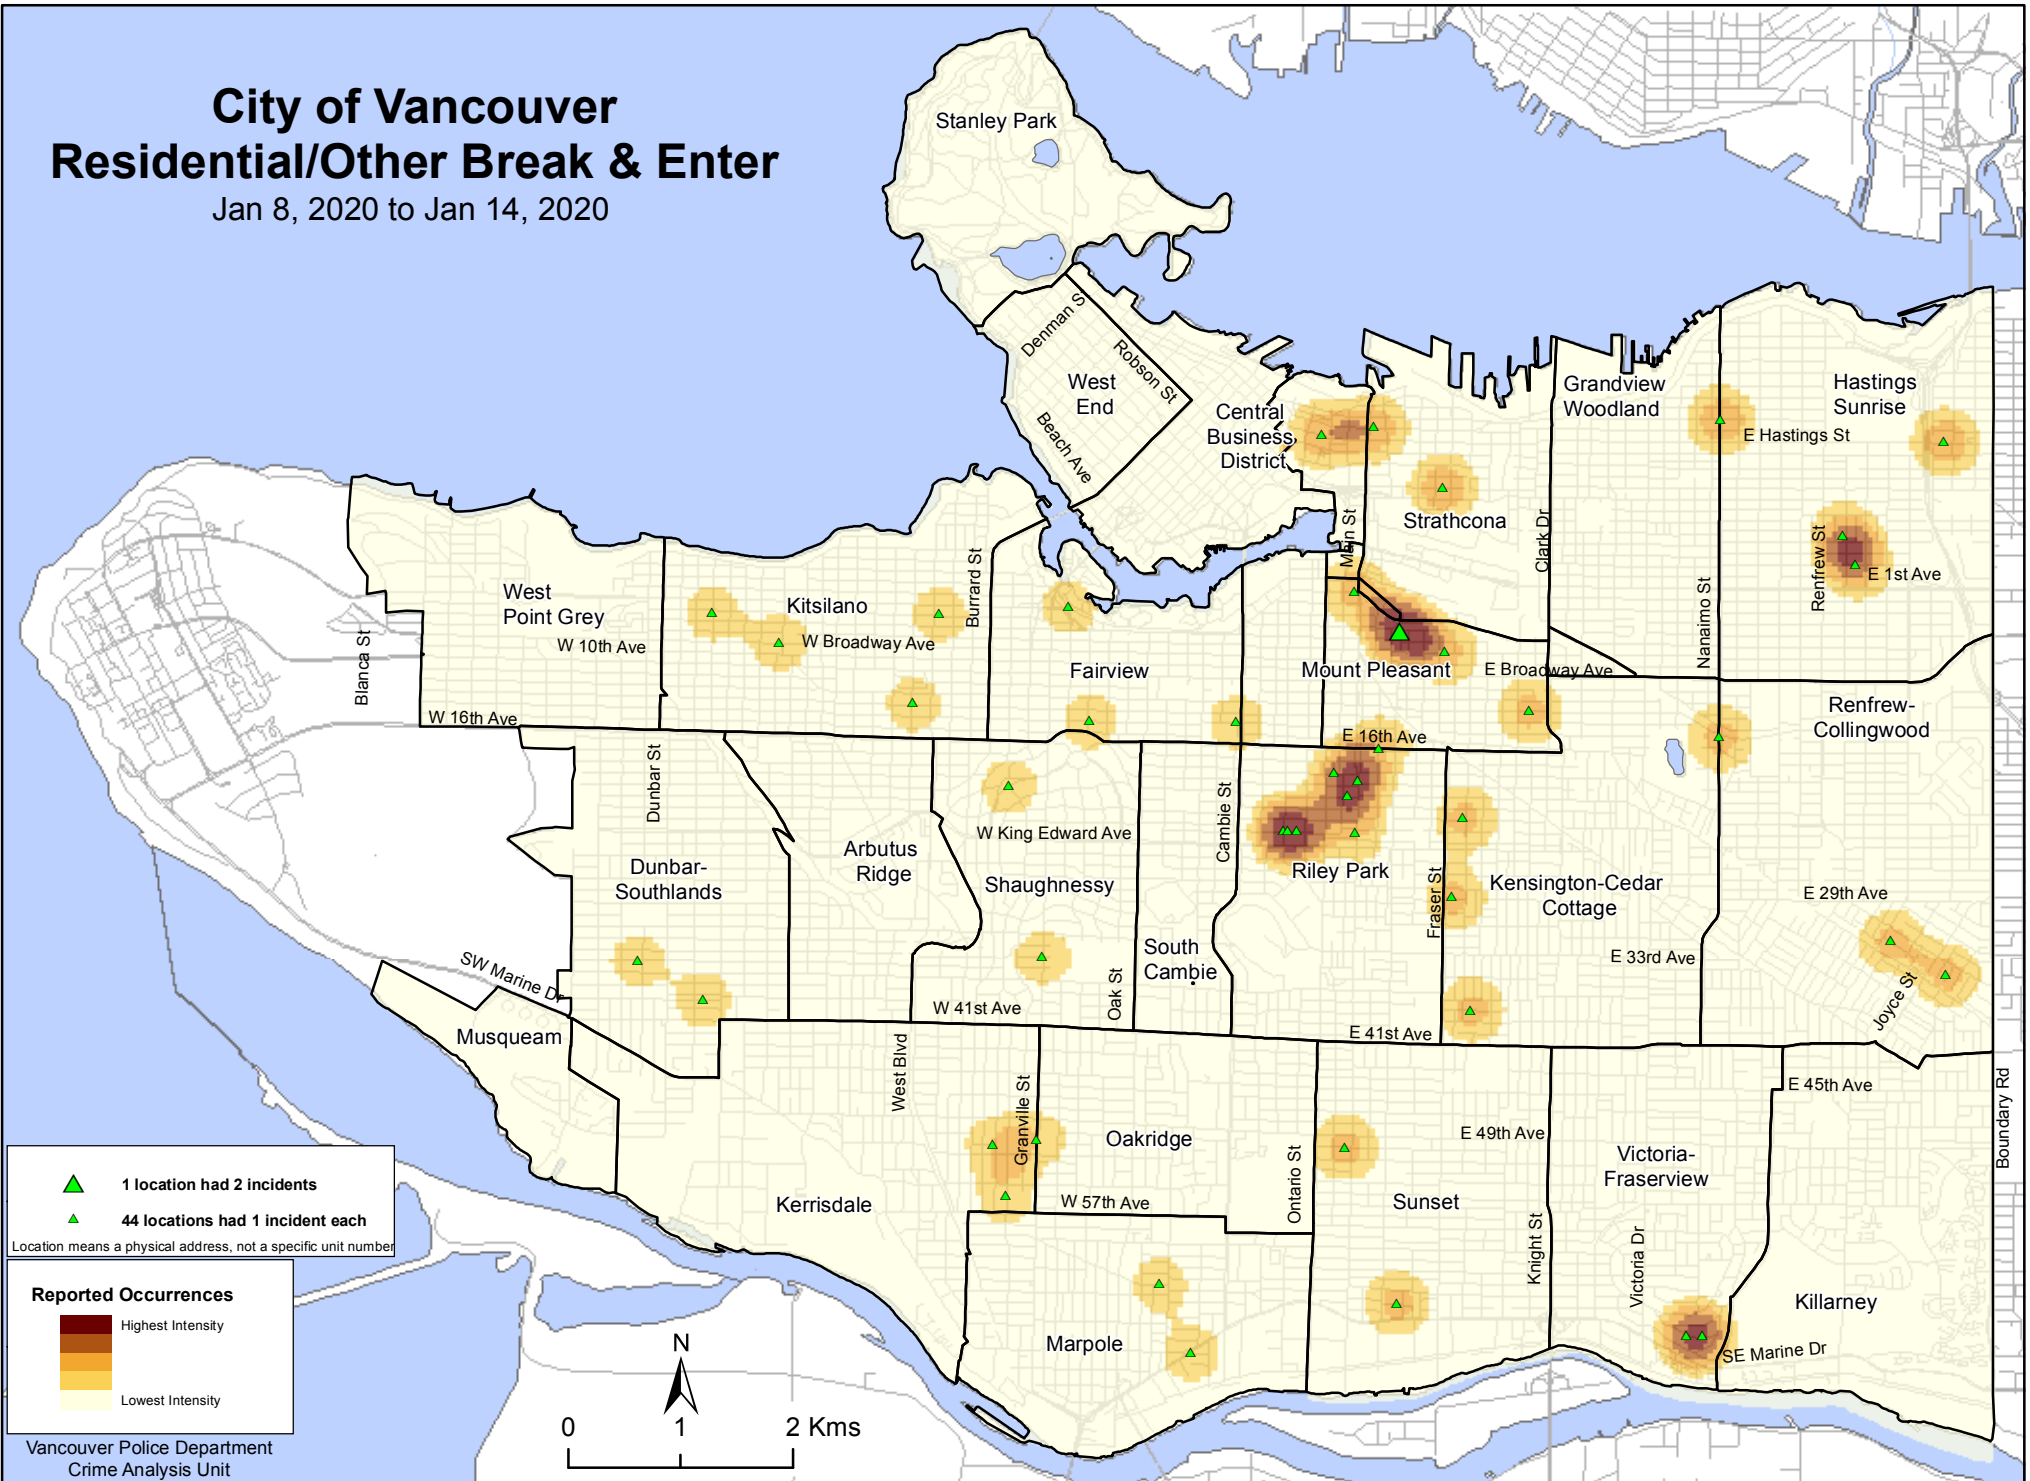 City of Vancouver
Residential/Other Break & Enter
Jan 8, 2020 to Jan 14, 2020
Stanley Park
Denman S
Robson St
West
End
Beach Ave
Central
Business
District
Grandview
Woodland
Hastings
Sunrise
E Hastings St
Strathcona
Main St
Clark Dr
Nanaimo St
Renfrew St
E 1st Ave
West
Point Grey
Kitsilano
Burrard St
W 10th Ave
W Broadway Ave
Blanca St
Fairview
Mount Pleasant
E Broadway Ave
W 16th Ave
E 16th Ave
Renfrew-
Collingwood
Dunbar St
Cambie St
W King Edward Ave
Arbutus
Ridge
Dunbar-
Southlands
Shaughnessy
Riley Park
Fraser St
Kensington-Cedar
Cottage
E 29th Ave
South
Cambie
E 33rd Ave
SW Marine Dr
Oak St
W 41st Ave
E 41st Ave
Joyce St
Musqueam
West Blvd
Granville St
E 45th Ave
Boundary Rd
Oakridge
Ontario St
E 49th Ave
Victoria-
Fraserview
Kerrisdale
W 57th Ave
Sunset
Knight St
Victoria Dr
Killarney
Marpole
SE Marine Dr
1 location had 2 incidents
44 locations had 1 incident each
Location means a physical address, not a specific unit number
Reported Occurrences
Highest Intensity
Lowest Intensity
N
0 1 2 Kms
Vancouver Police Department
Crime Analysis Unit